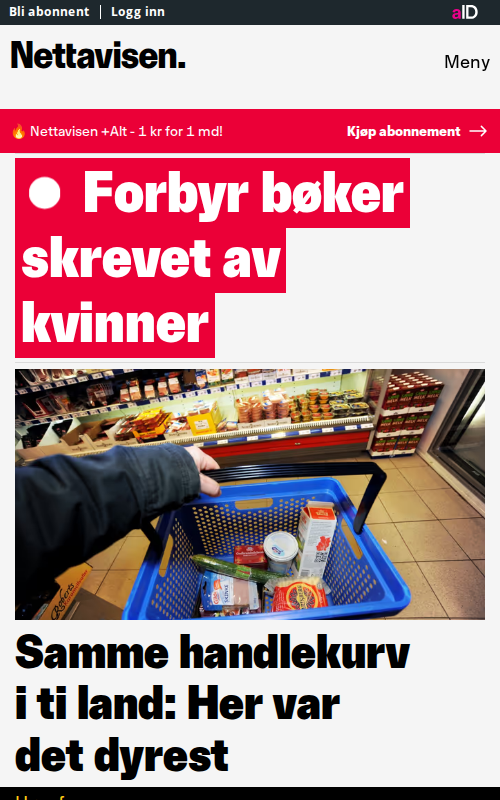 Bli abonnent | Logg inn
aID
Nettavisen.
Meny
🔥 Nettavisen +Alt - 1 kr for 1 md!
Kjøp abonnement →
Forbyr bøker
skrevet av
kvinner
Samme handlekurv
i ti land: Her var
det dyrest